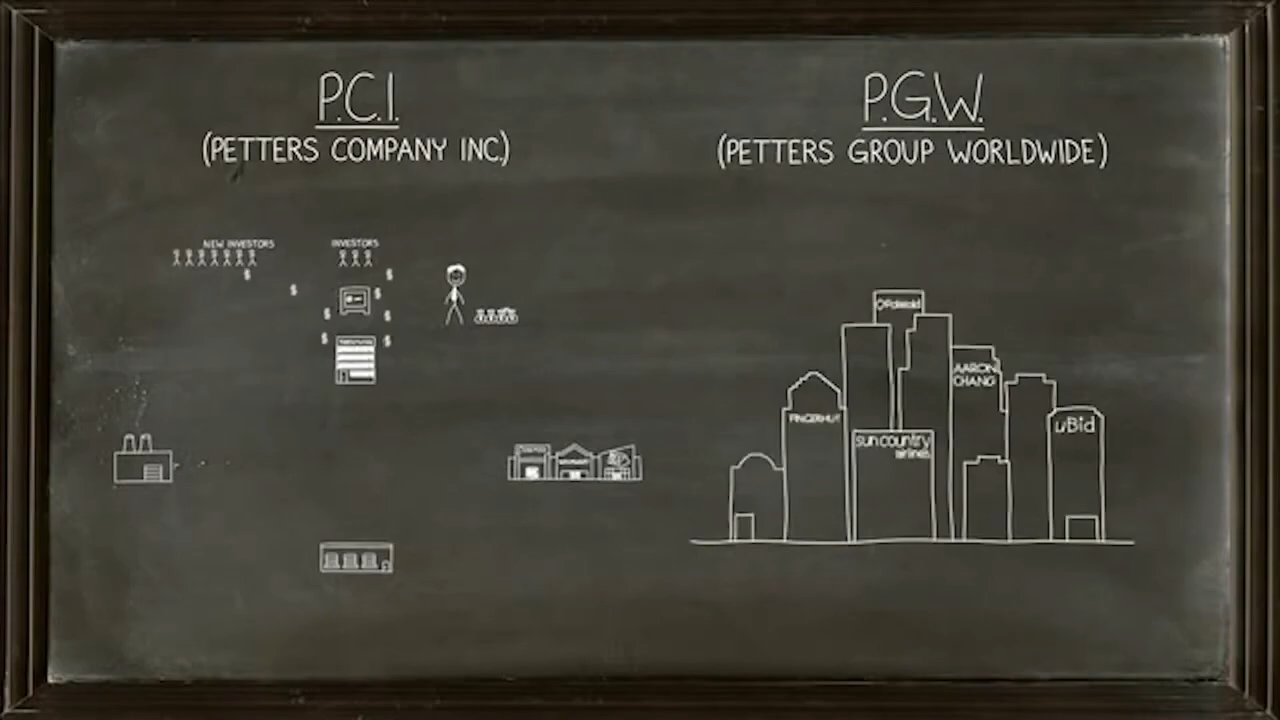 P.C.I.
(PETTERS COMPANY INC.)
NEW INVESTORS
INVESTORS
P.G.W.
(PETTERS GROUP WORLDWIDE)
Polaroid
AARON
CHANG
FINGERHUT
uBid
sun country
airlines